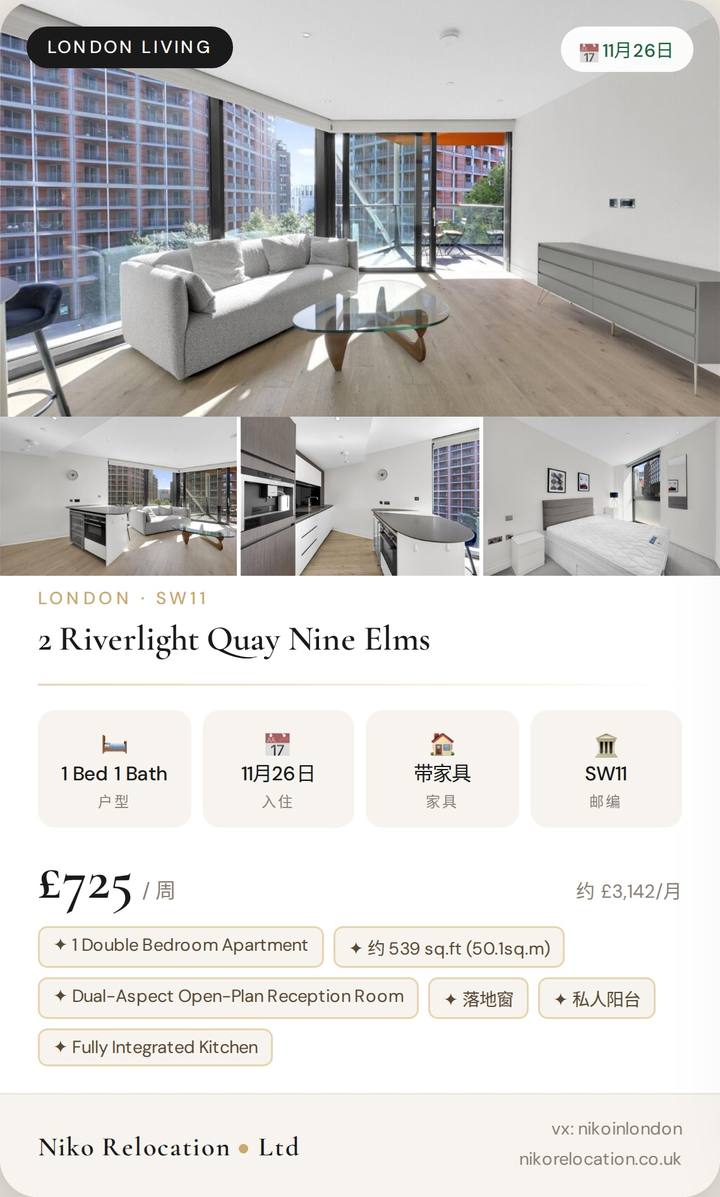 LONDON LIVING
📅 11月26日
LONDON · SW11
2 Riverlight Quay Nine Elms
🛏️ 📅 🏠 🏛️
1 Bed 1 Bath 11月26日 带家具 SW11
户型 入住 家具 邮编
£725 / 周 约 £3,142/月
✦ 1 Double Bedroom Apartment ✦ 约 539 sq.ft (50.1sq.m)
✦ Dual-Aspect Open-Plan Reception Room ✦ 落地窗 ✦ 私人阳台
✦ Fully Integrated Kitchen
Niko Relocation ● Ltd
vx: nikoinlondon
nikorelocation.co.uk